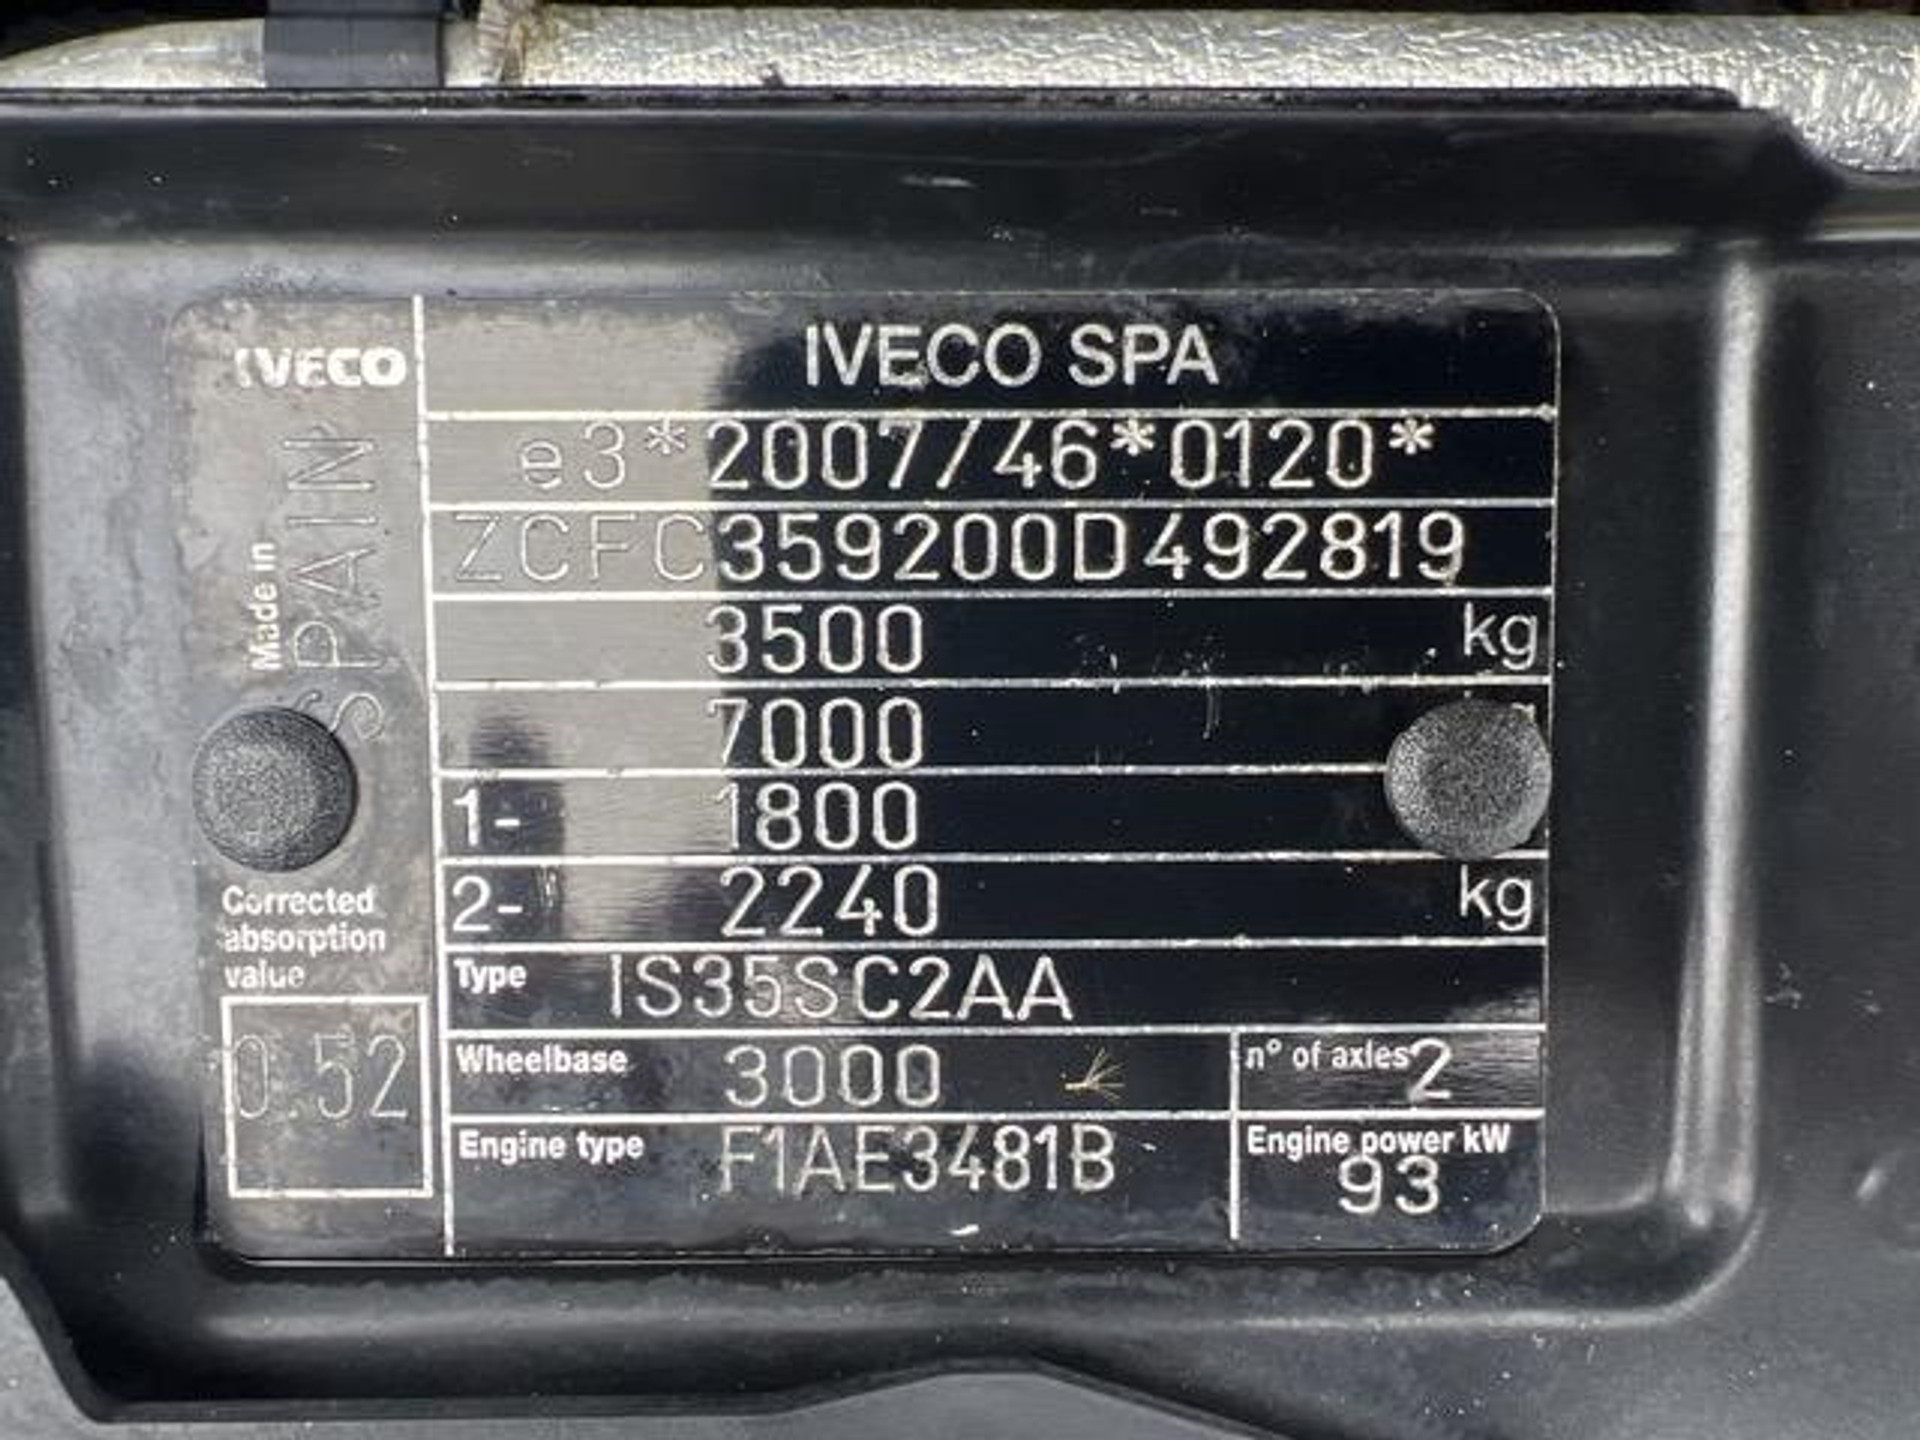 IVECO
Made in SPAIN
Corrected
absorption
value
0.52
IVECO SPA
e3*2007/46*0120*
ZCFC359200D492819
3500 kg
7000
1- 1800
2- 2240 kg
Type IS35SC2AA
Wheelbase 3000 n° of axles 2
Engine type F1AE3481B Engine power kW
93